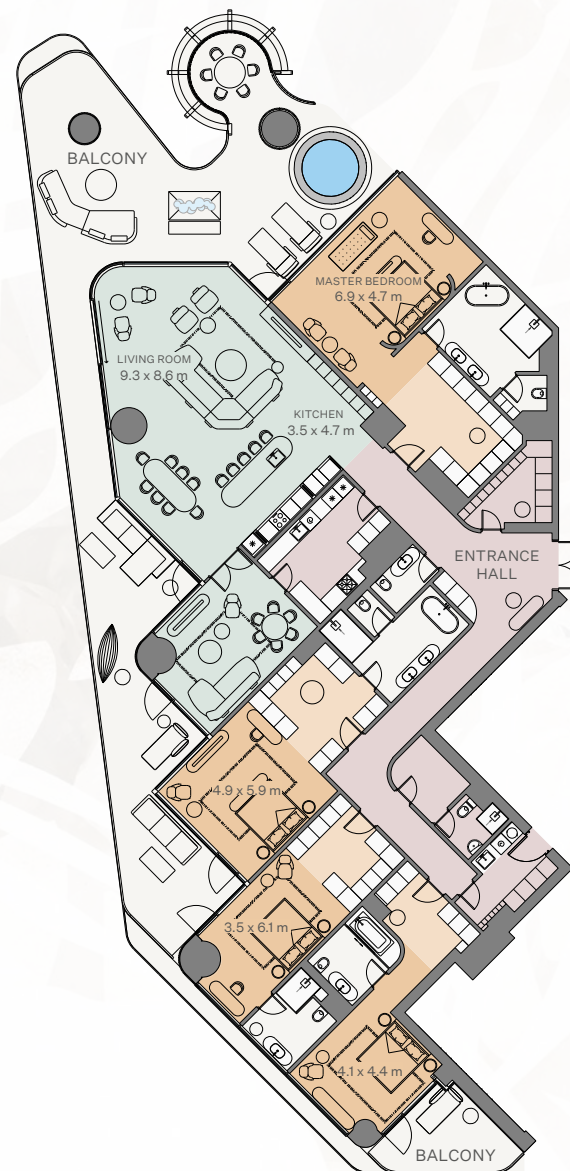 BALCONY
MASTER BEDROOM
6.9 x 4.7 m
LIVING ROOM
9.3 x 8.6 m
KITCHEN
3.5 x 4.7 m
ENTRANCE
HALL
4.9 x 5.9 m
3.5 x 6.1 m
4.1 x 4.4 m
BALCONY